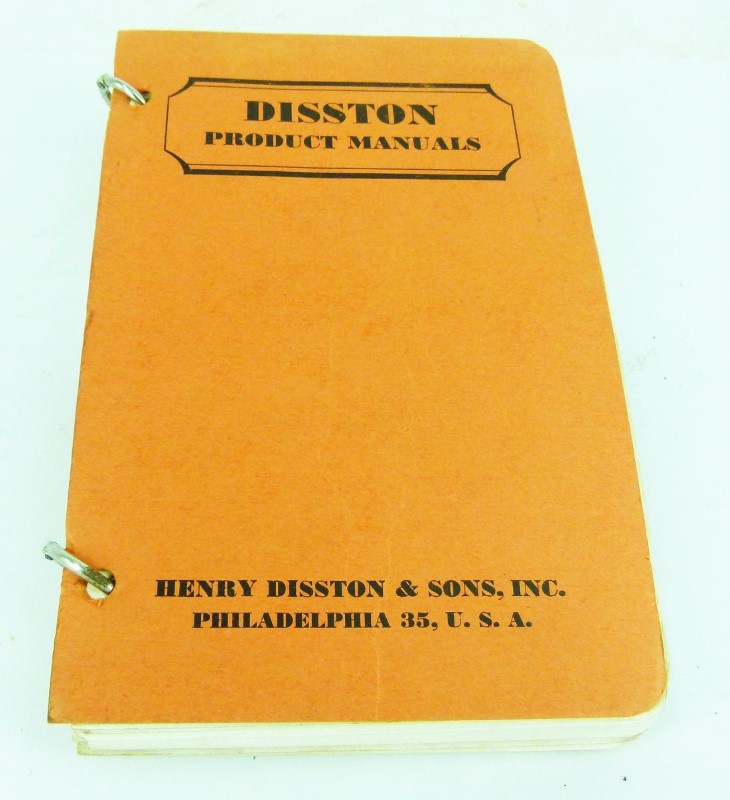 DISSTON
PRODUCT MANUALS
HENRY DISSTON & SONS, INC.
PHILADELPHIA 35, U. S. A.